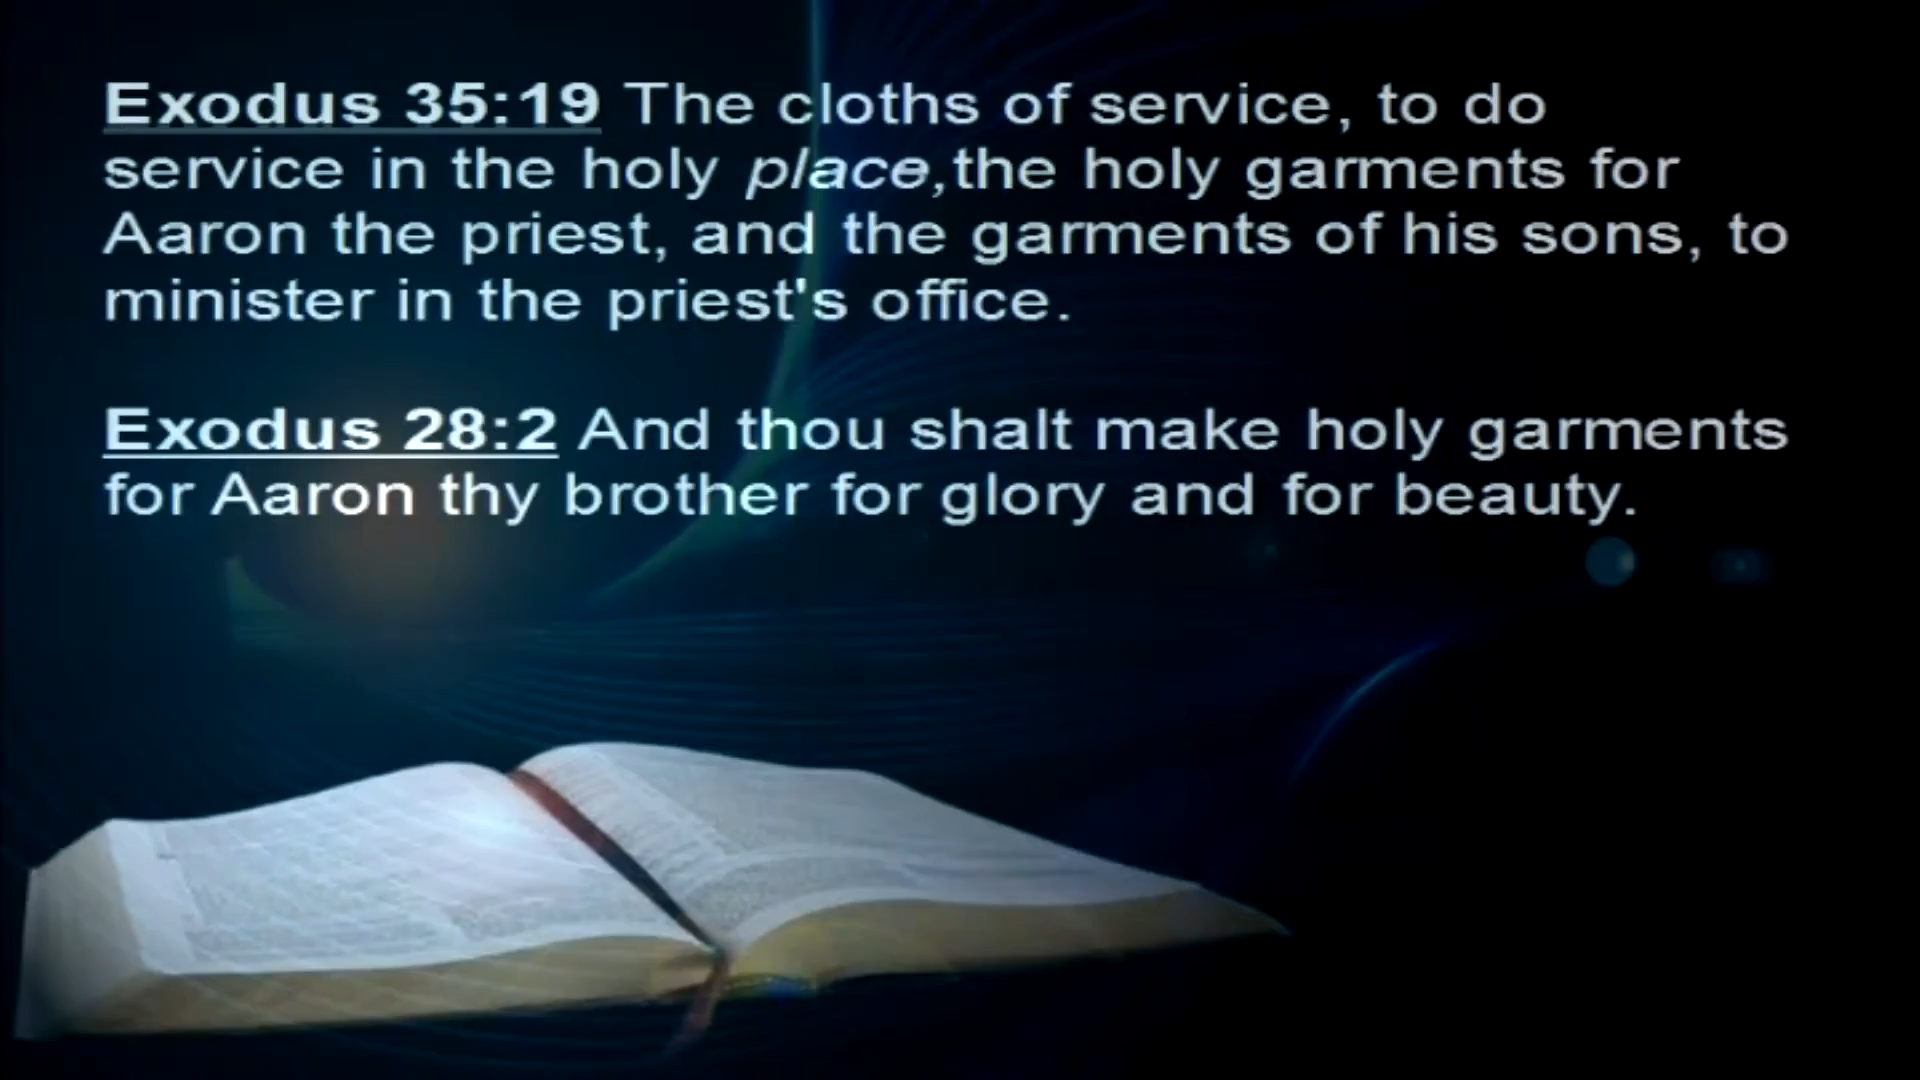 Exodus 35:19 The cloths of service, to do
service in the holy place,the holy garments for
Aaron the priest, and the garments of his sons, to
minister in the priest's office.
Exodus 28:2 And thou shalt make holy garments
for Aaron thy brother for glory and for beauty.